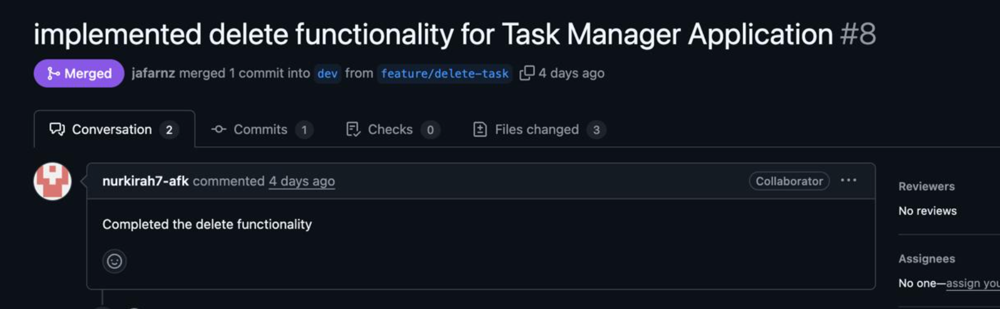 implemented delete functionality for Task Manager Application #8
Merged jafarnz merged 1 commit into dev from feature/delete-task 4 days ago
Conversation 2 Commits 1 Checks 0 Files changed 3
nurkirah7-afk commented 4 days ago Collaborator
Completed the delete functionality
Reviewers
No reviews
Assignees
No one—assign you